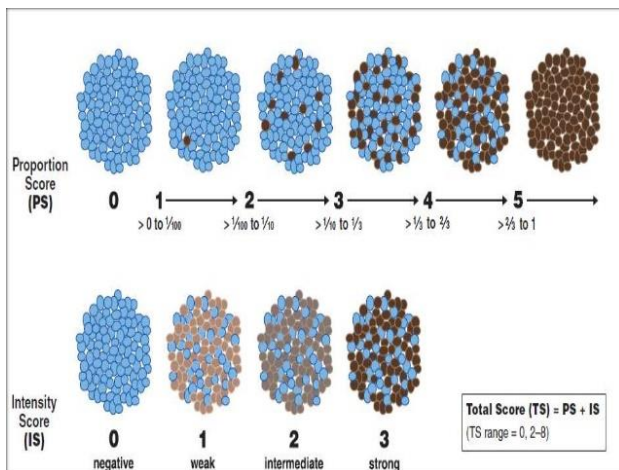 Proportion
Score
(PS)
0 1 2 3 4 5
> 0 to 1/100 > 1/100 to 1/10 > 1/10 to 1/3 > 1/3 to 2/3 > 2/3 to 1
Intensity
Score
(IS)
0 1 2 3
negative weak intermediate strong
Total Score (TS) = PS + IS
(TS range = 0, 2–8)